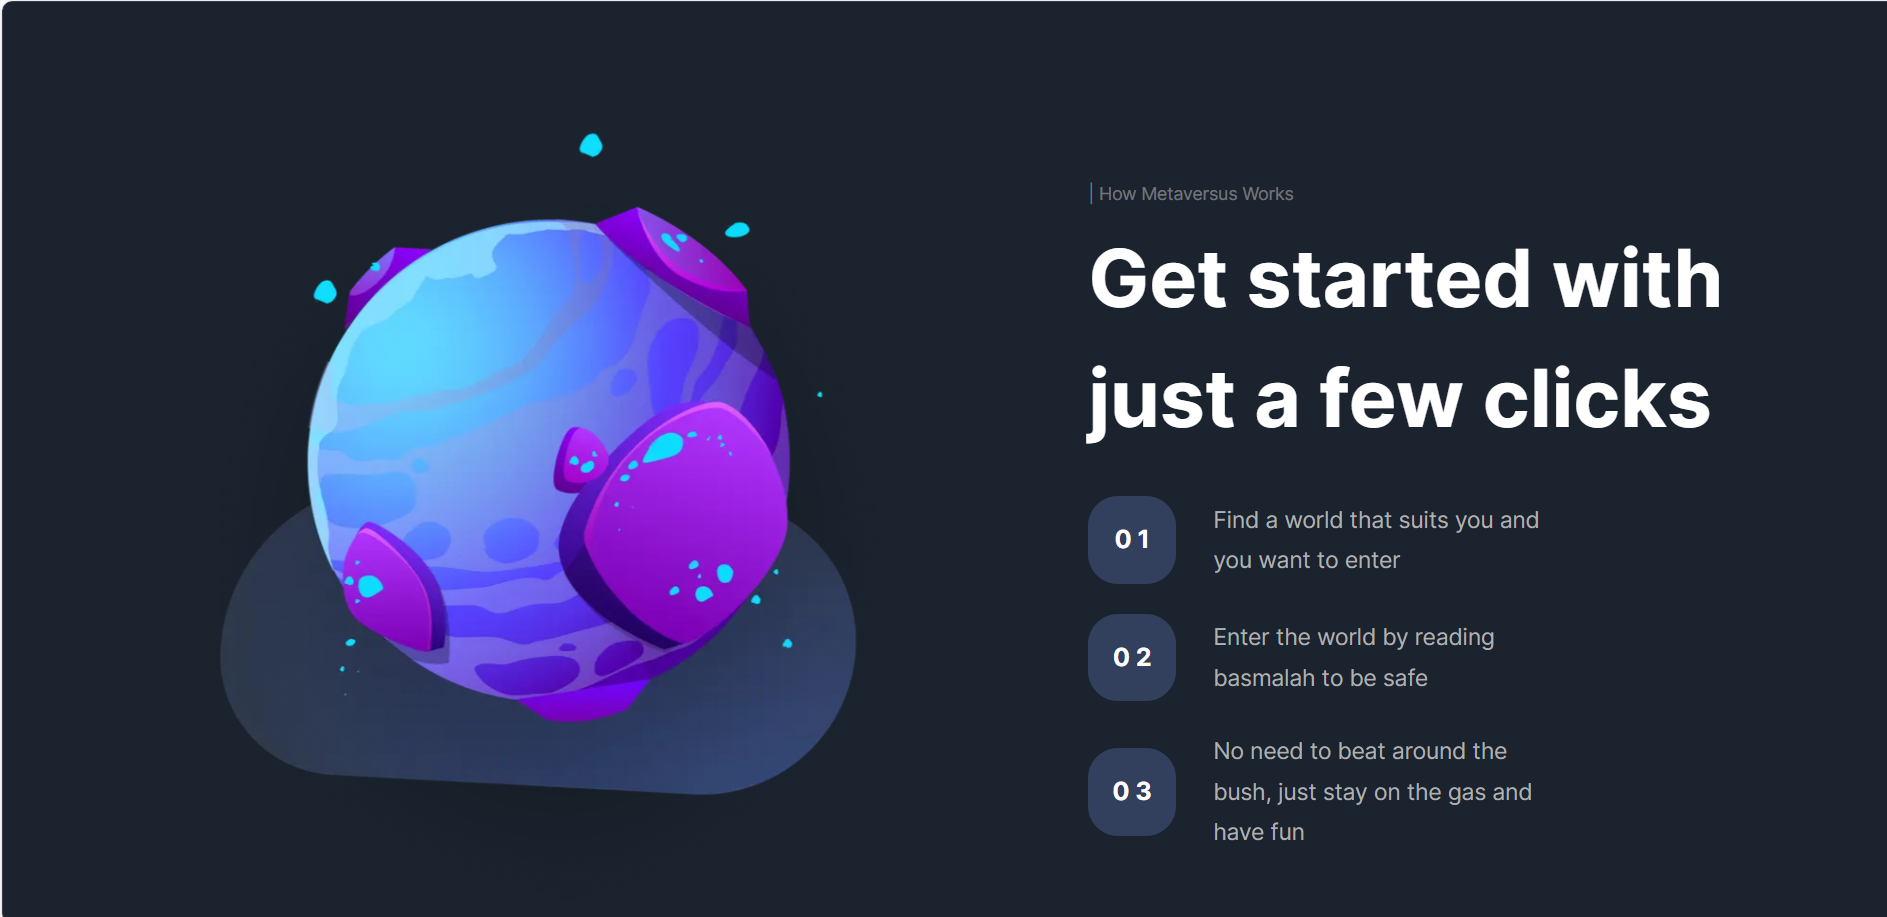 | How Metaversus Works
Get started with
just a few clicks
01
Find a world that suits you and
you want to enter
02
Enter the world by reading
basmalah to be safe
03
No need to beat around the
bush, just stay on the gas and
have fun